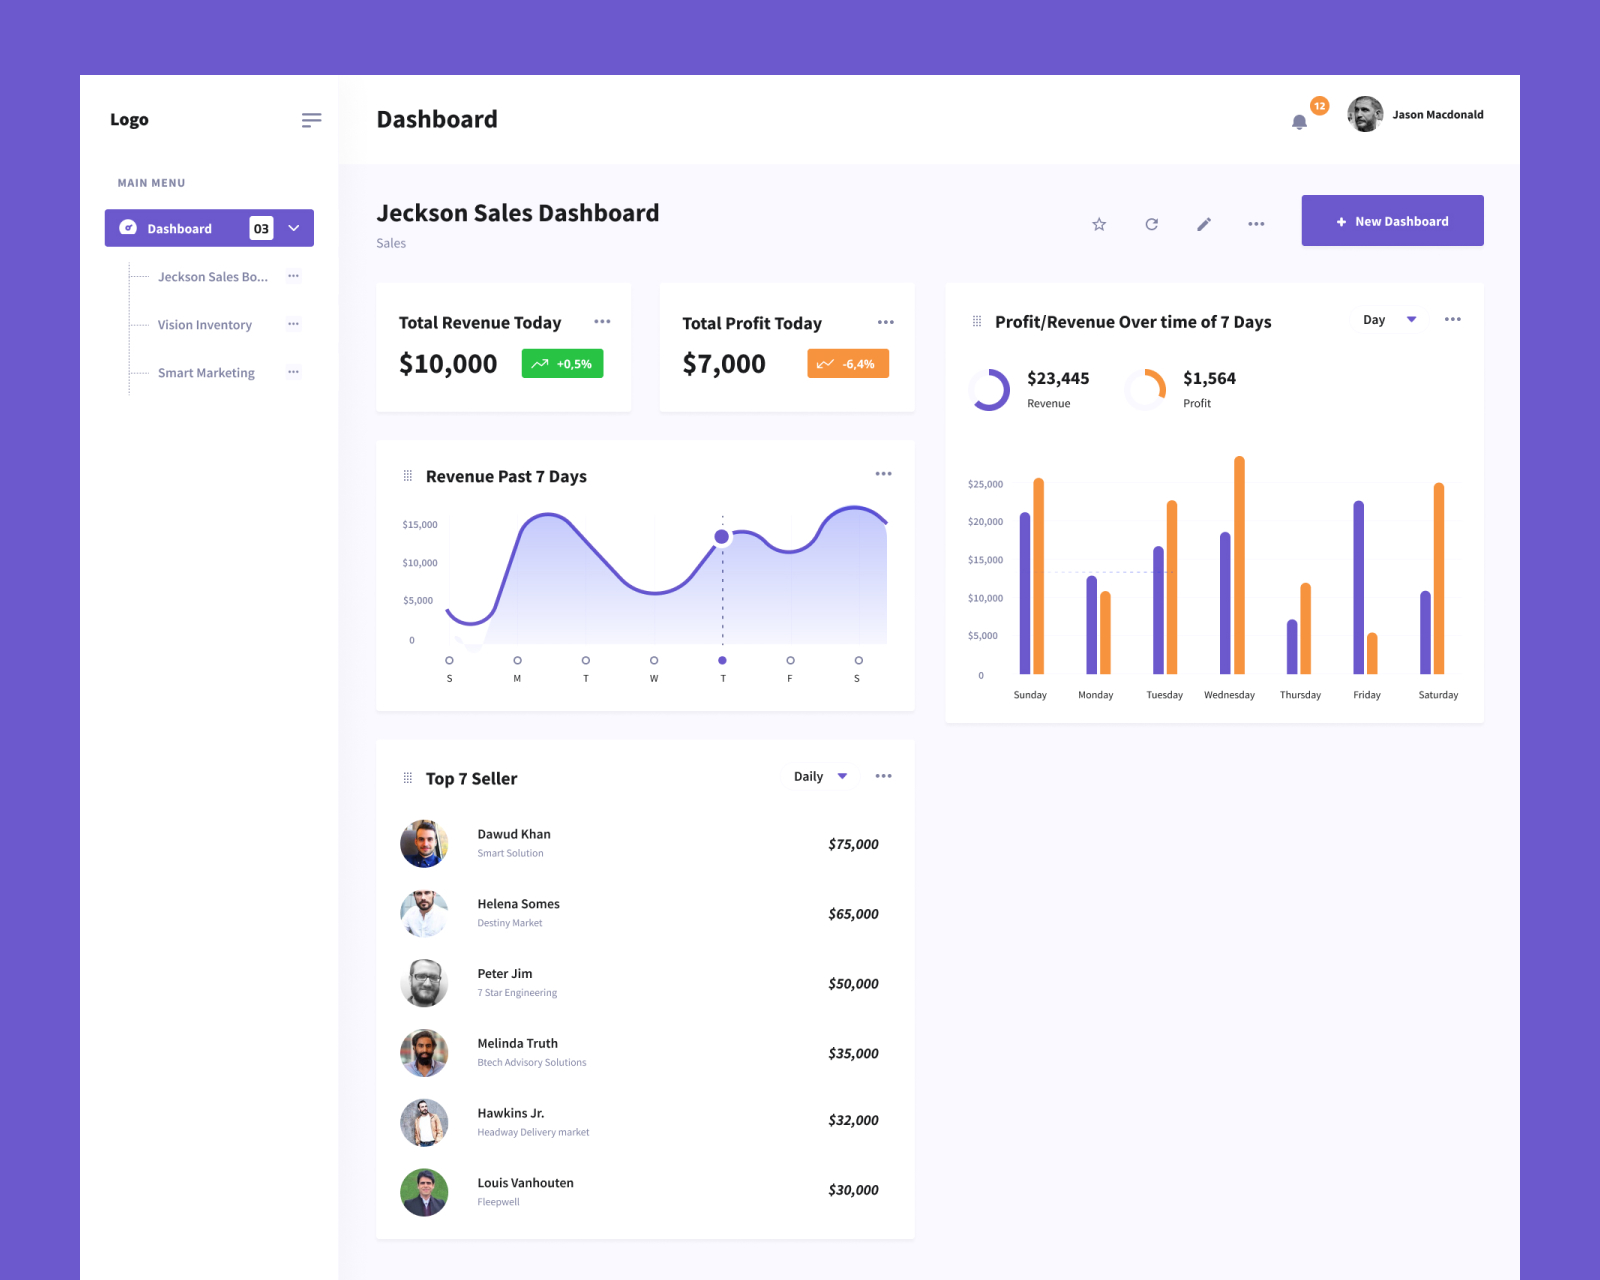 Logo
Dashboard
12
Jason Macdonald
MAIN MENU
Dashboard
03
Jeckson Sales Bo...
Vision Inventory
Smart Marketing
Jeckson Sales Dashboard
Sales
+ New Dashboard
Total Revenue Today
$10,000
+0,5%
Total Profit Today
$7,000
-6,4%
Profit/Revenue Over time of 7 Days
Day
$23,445
Revenue
$1,564
Profit
$25,000
$20,000
$15,000
$10,000
$5,000
0
Sunday Monday Tuesday Wednesday Thursday Friday Saturday
Revenue Past 7 Days
$15,000
$10,000
$5,000
0
S M T W T F S
Top 7 Seller
Daily
Dawud Khan
Smart Solution
$75,000
Helena Somes
Destiny Market
$65,000
Peter Jim
7 Star Engineering
$50,000
Melinda Truth
Btech Advisory Solutions
$35,000
Hawkins Jr.
Headway Delivery market
$32,000
Louis Vanhouten
Fleepwell
$30,000